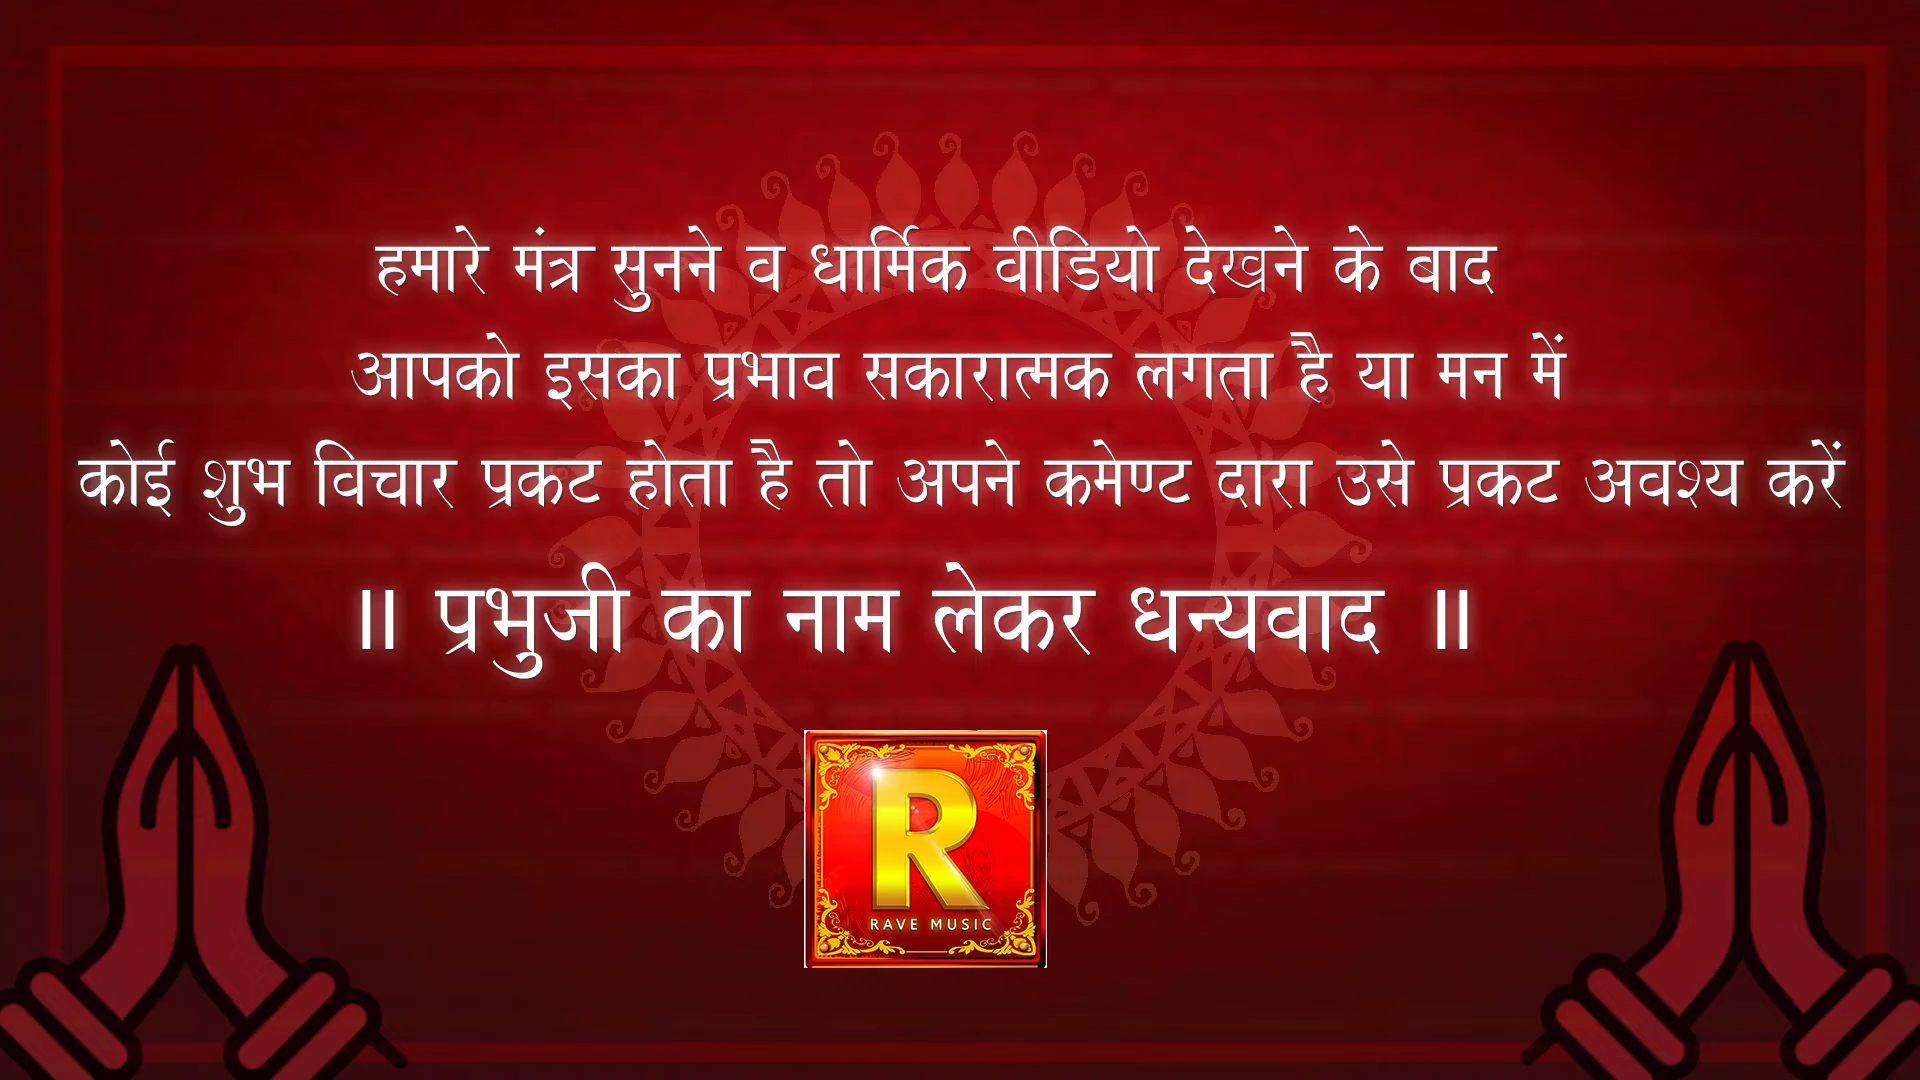 हमारे मंत्र सुनने व धार्मिक वीडियो देखने के बाद
आपको इसका प्रभाव सकारात्मक लगता है या मन में
कोई शुभ विचार प्रकट होता है तो अपने कमेण्ट दारा उसे प्रकट अवश्य करें
॥ प्रभुजी का नाम लेकर धन्यवाद ॥
R
RAVE MUSIC